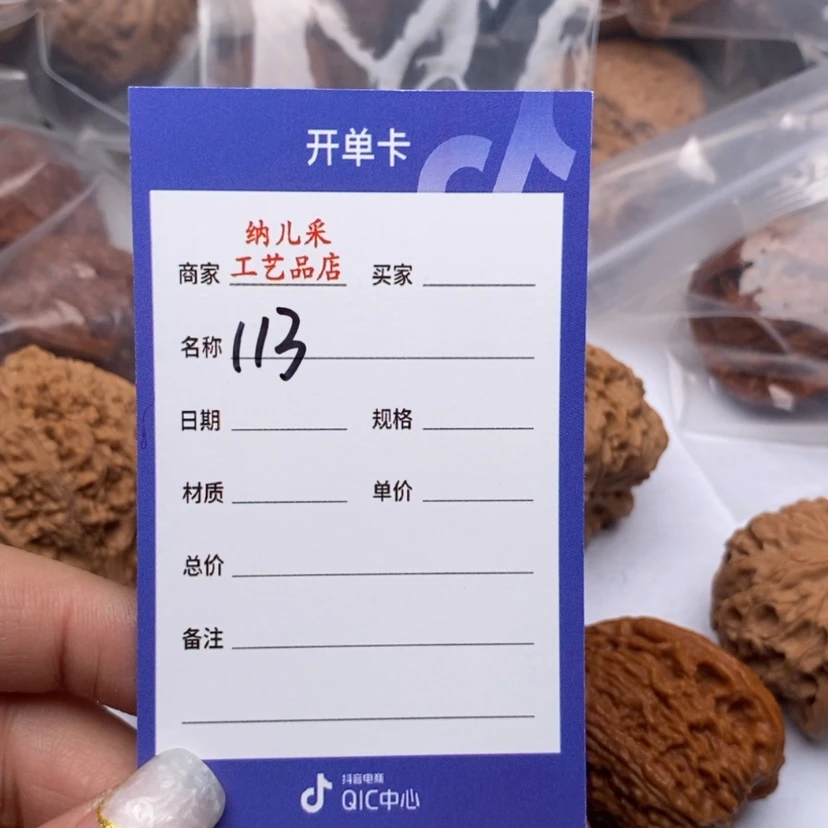 开单卡
纳儿采
商家 工艺品店 买家
名称 113
日期 规格
材质 单价
总价
备注
抖音电商
QIC中心